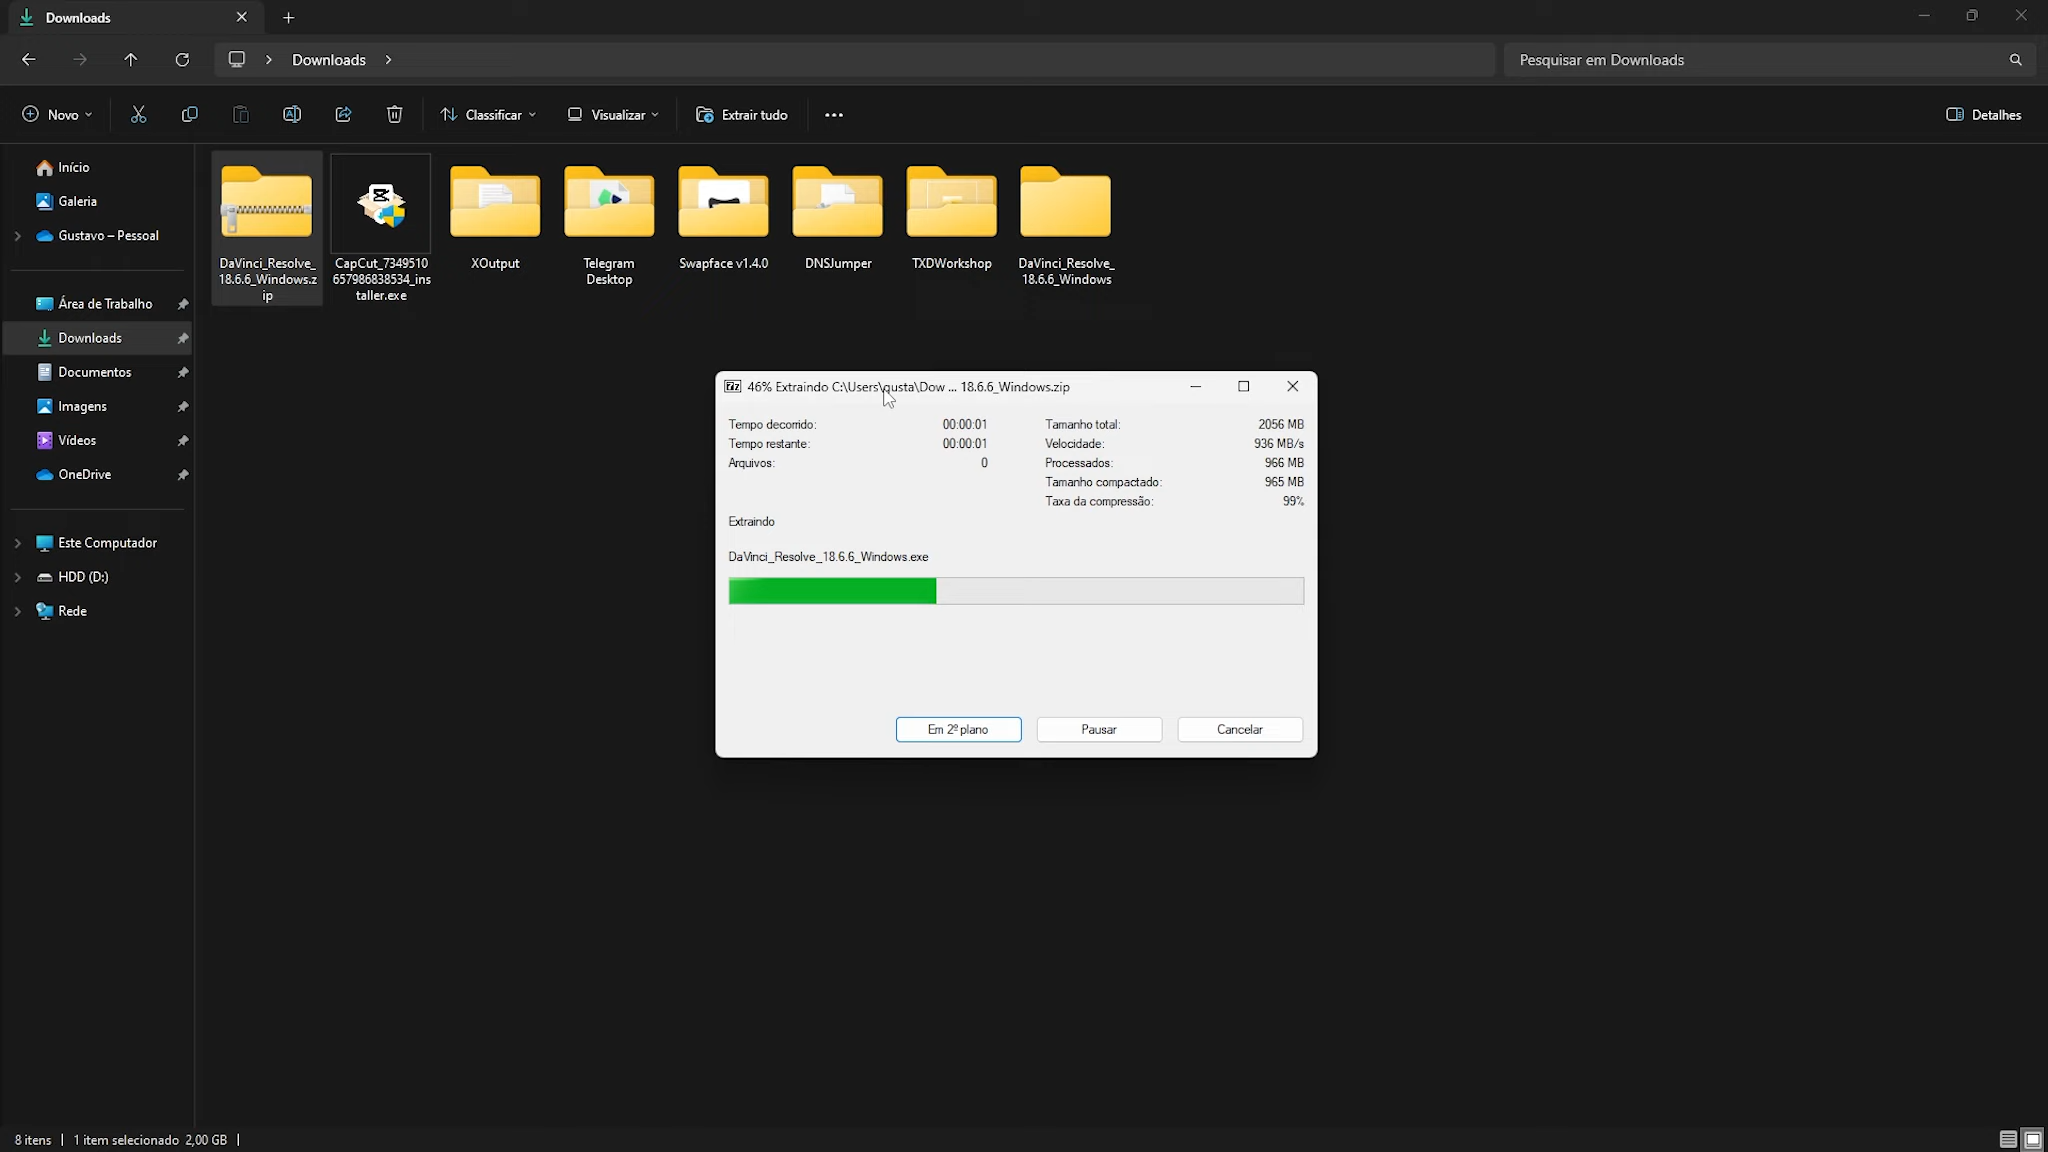 Downloads
Downloads
Pesquisar em Downloads
Novo
Classificar
Visualizar
Extrair tudo
Detalhes
Início
Galeria
Gustavo – Pessoal
Área de Trabalho
Downloads
Documentos
Imagens
Vídeos
OneDrive
Este Computador
HDD (D:)
Rede
DaVinci_Resolve_
18.6.6_Windows.z
ip
CapCut_7349510
657986838534_ins
taller.exe
XOutput
Telegram
Desktop
Swapface v1.4.0
DNSJumper
TXDWorkshop
DaVinci_Resolve_
18.6.6_Windows
46% Extraindo C:\Users\gusta\Dow ... 18.6.6_Windows.zip
Tempo decorrido: 00:00:01
Tempo restante: 00:00:01
Arquivos: 0
Tamanho total: 2056 MB
Velocidade: 936 MB/s
Processados: 966 MB
Tamanho compactado: 965 MB
Taxa da compressão: 99%
Extraindo
DaVinci_Resolve_18.6.6_Windows.exe
Em 2º plano
Pausar
Cancelar
8 itens
1 item selecionado 2,00 GB